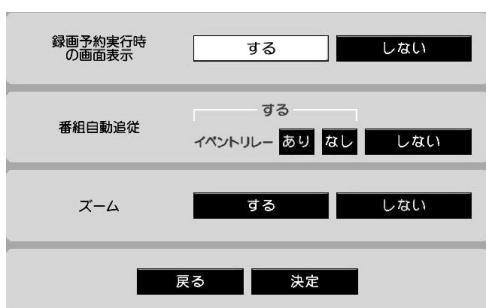 録画予約実行時
の画面表示
する
しない
番組自動追従
する
イベントリレー あり なし
しない
ズーム
する
しない
戻る
決定